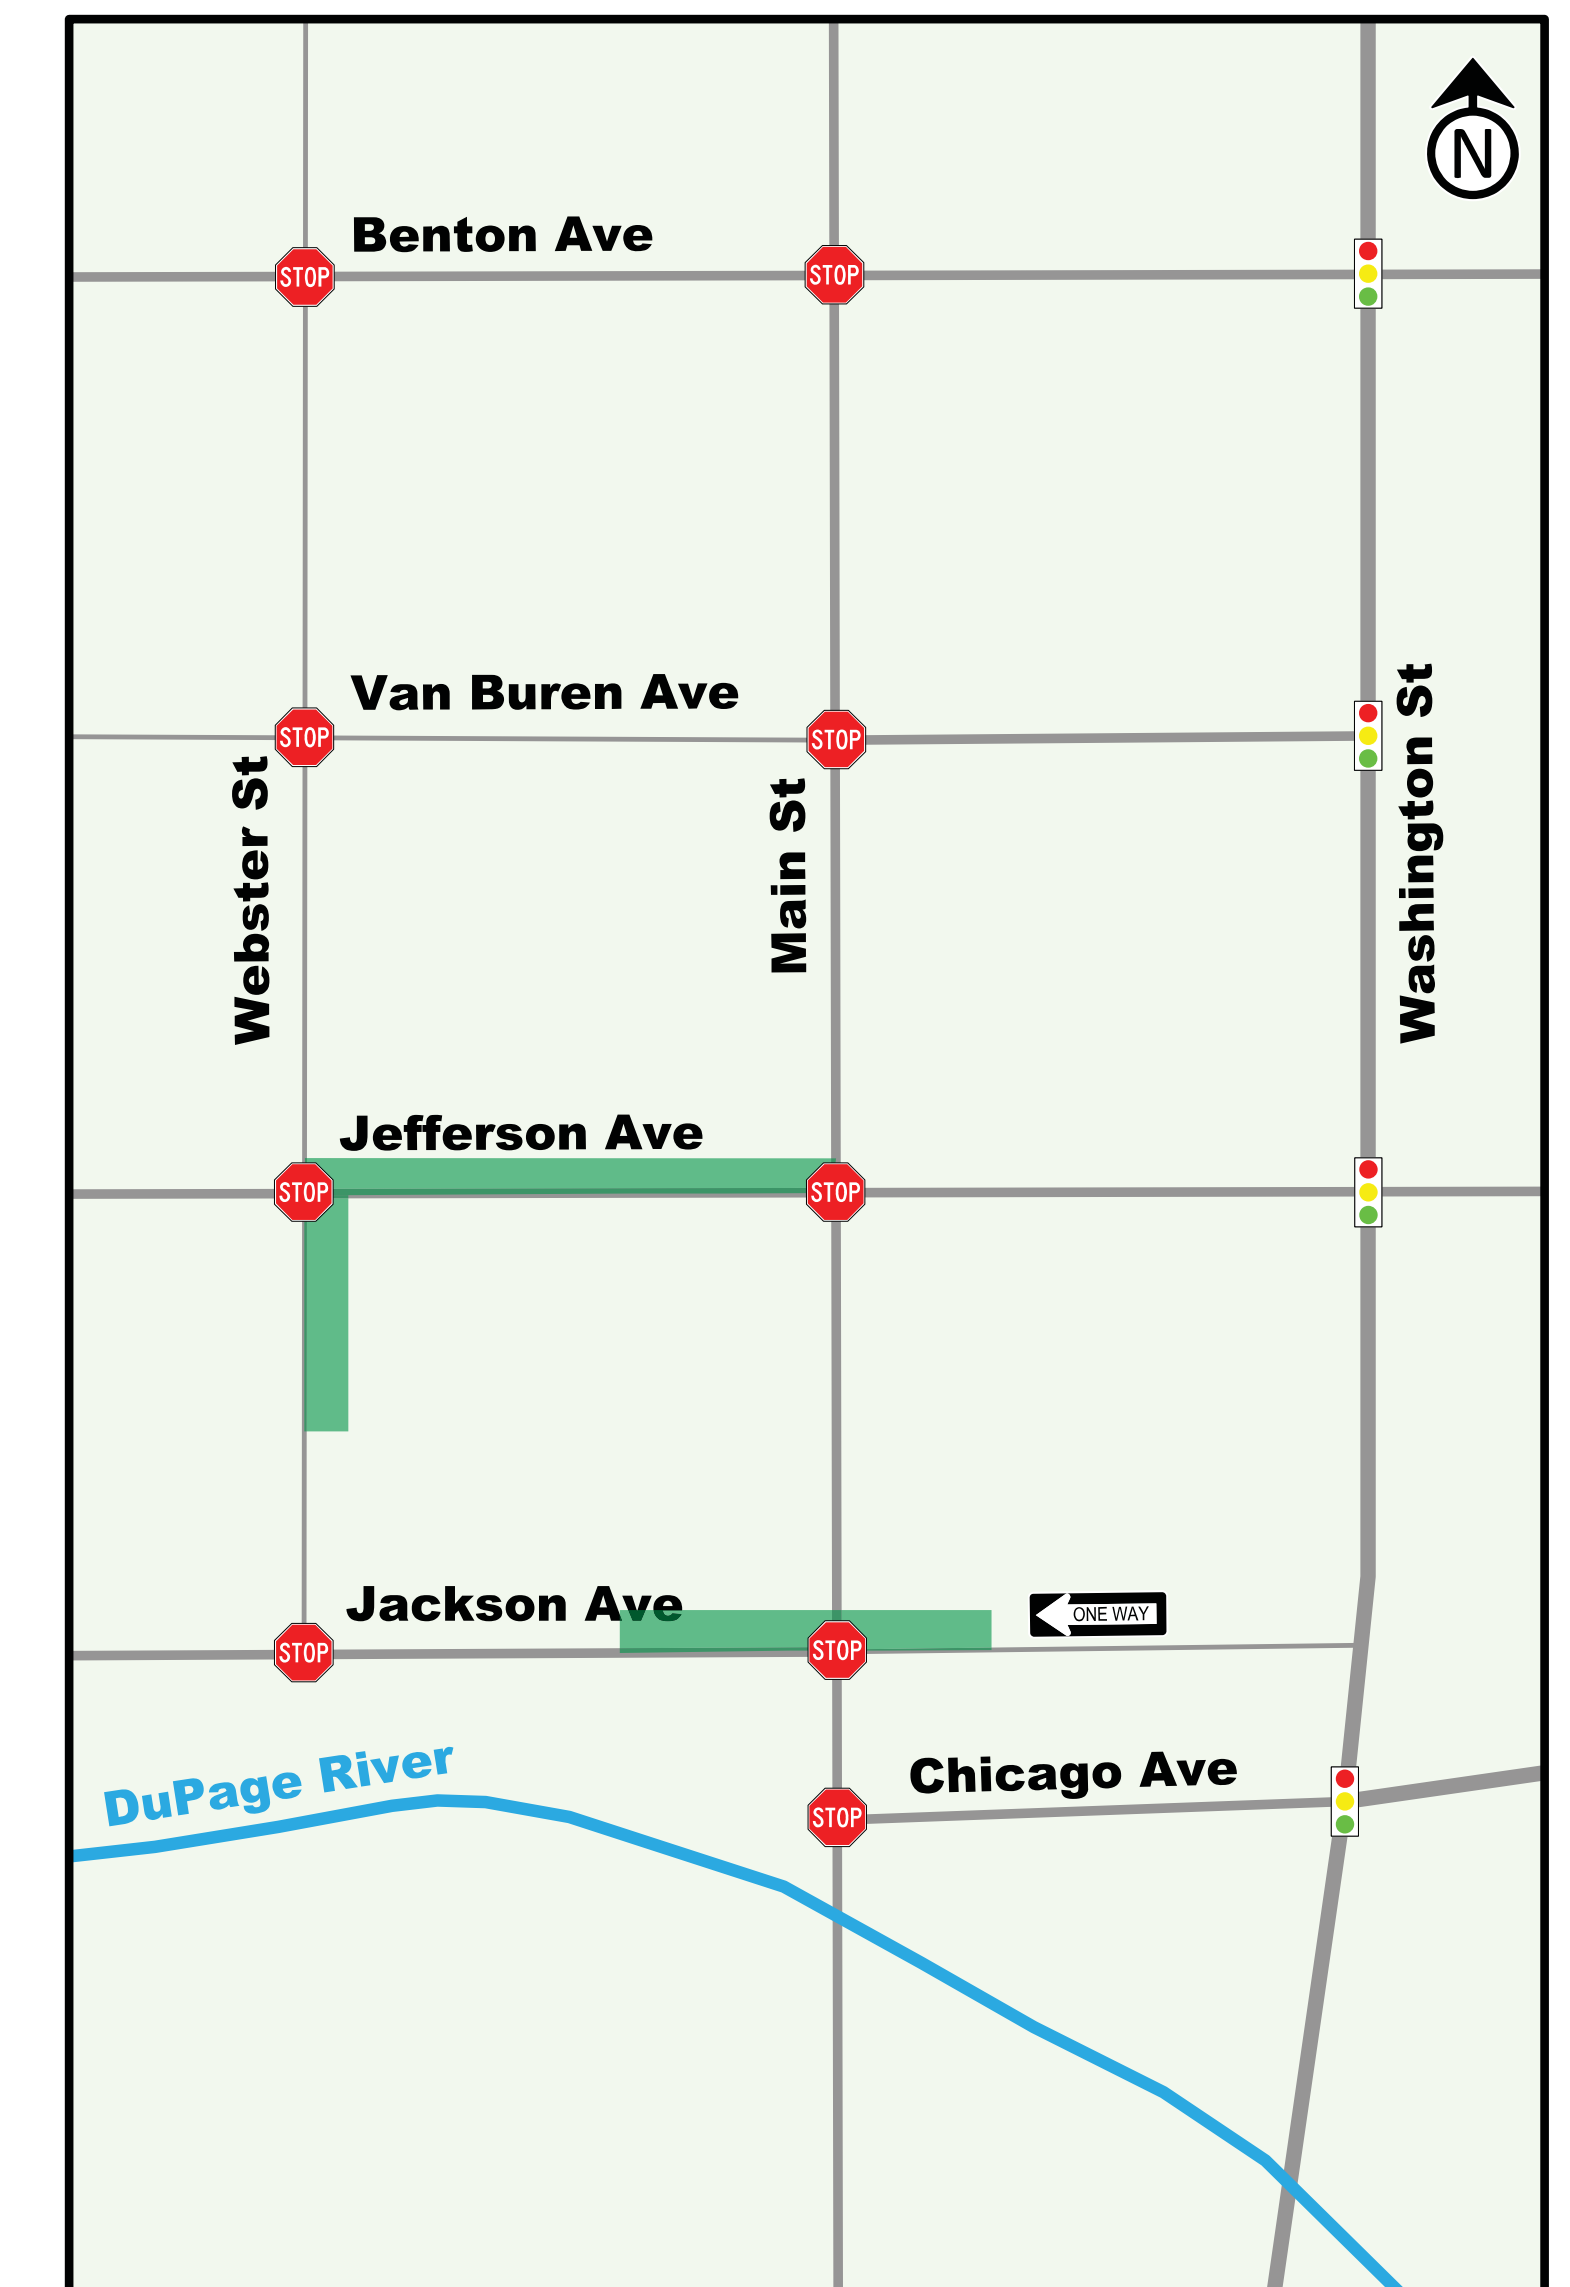 N
Benton Ave
STOP
STOP
Van Buren Ave
STOP
STOP
Webster St
Main St
Washington St
Jefferson Ave
STOP
STOP
Jackson Ave
ONE WAY
STOP
STOP
DuPage River
Chicago Ave
STOP